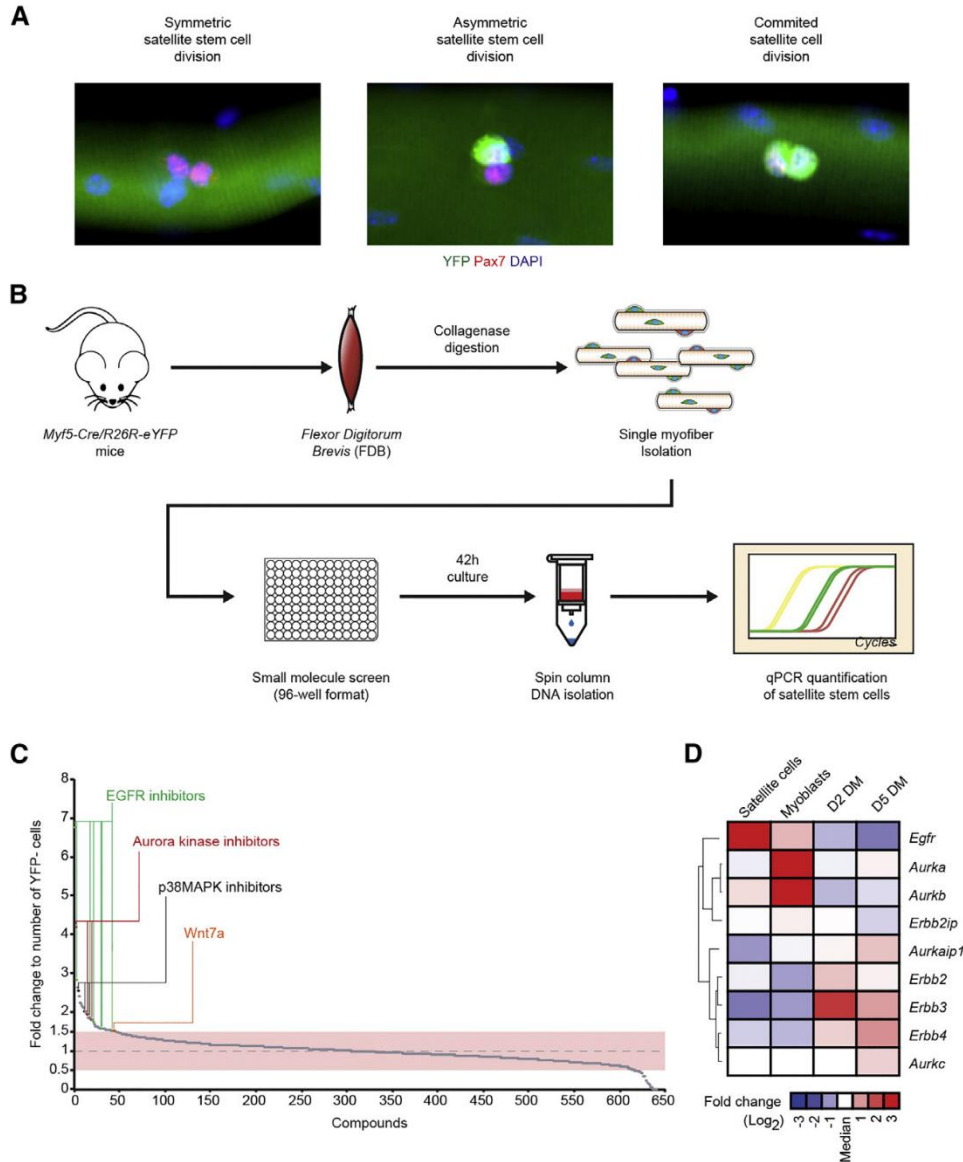 A
Symmetric
satellite stem cell
division
Asymmetric
satellite stem cell
division
Commited
satellite cell
division
YFP Pax7 DAPI
B
Collagenase
digestion
Myf5-Cre/R26R-eYFP
mice
Flexor Digitorum
Brevis (FDB)
Single myofiber
Isolation
42h
culture
Cycles
Small molecule screen
(96-well format)
Spin column
DNA isolation
qPCR quantification
of satellite stem cells
C
Fold change to number of YFP- cells
8
7
6
5
4
3
2
1.5
1
0.5
0
EGFR inhibitors
Aurora kinase inhibitors
p38MAPK inhibitors
Wnt7a
0 50 100 150 200 250 300 350 400 450 500 550 600 650
Compounds
D
Satellite cells
Myoblasts
D2 DM
D5 DM
Egfr
Aurka
Aurkb
Erbb2ip
Aurkaip1
Erbb2
Erbb3
Erbb4
Aurkc
Fold change
(Log2)
-3 -2 -1 Median 1 2 3